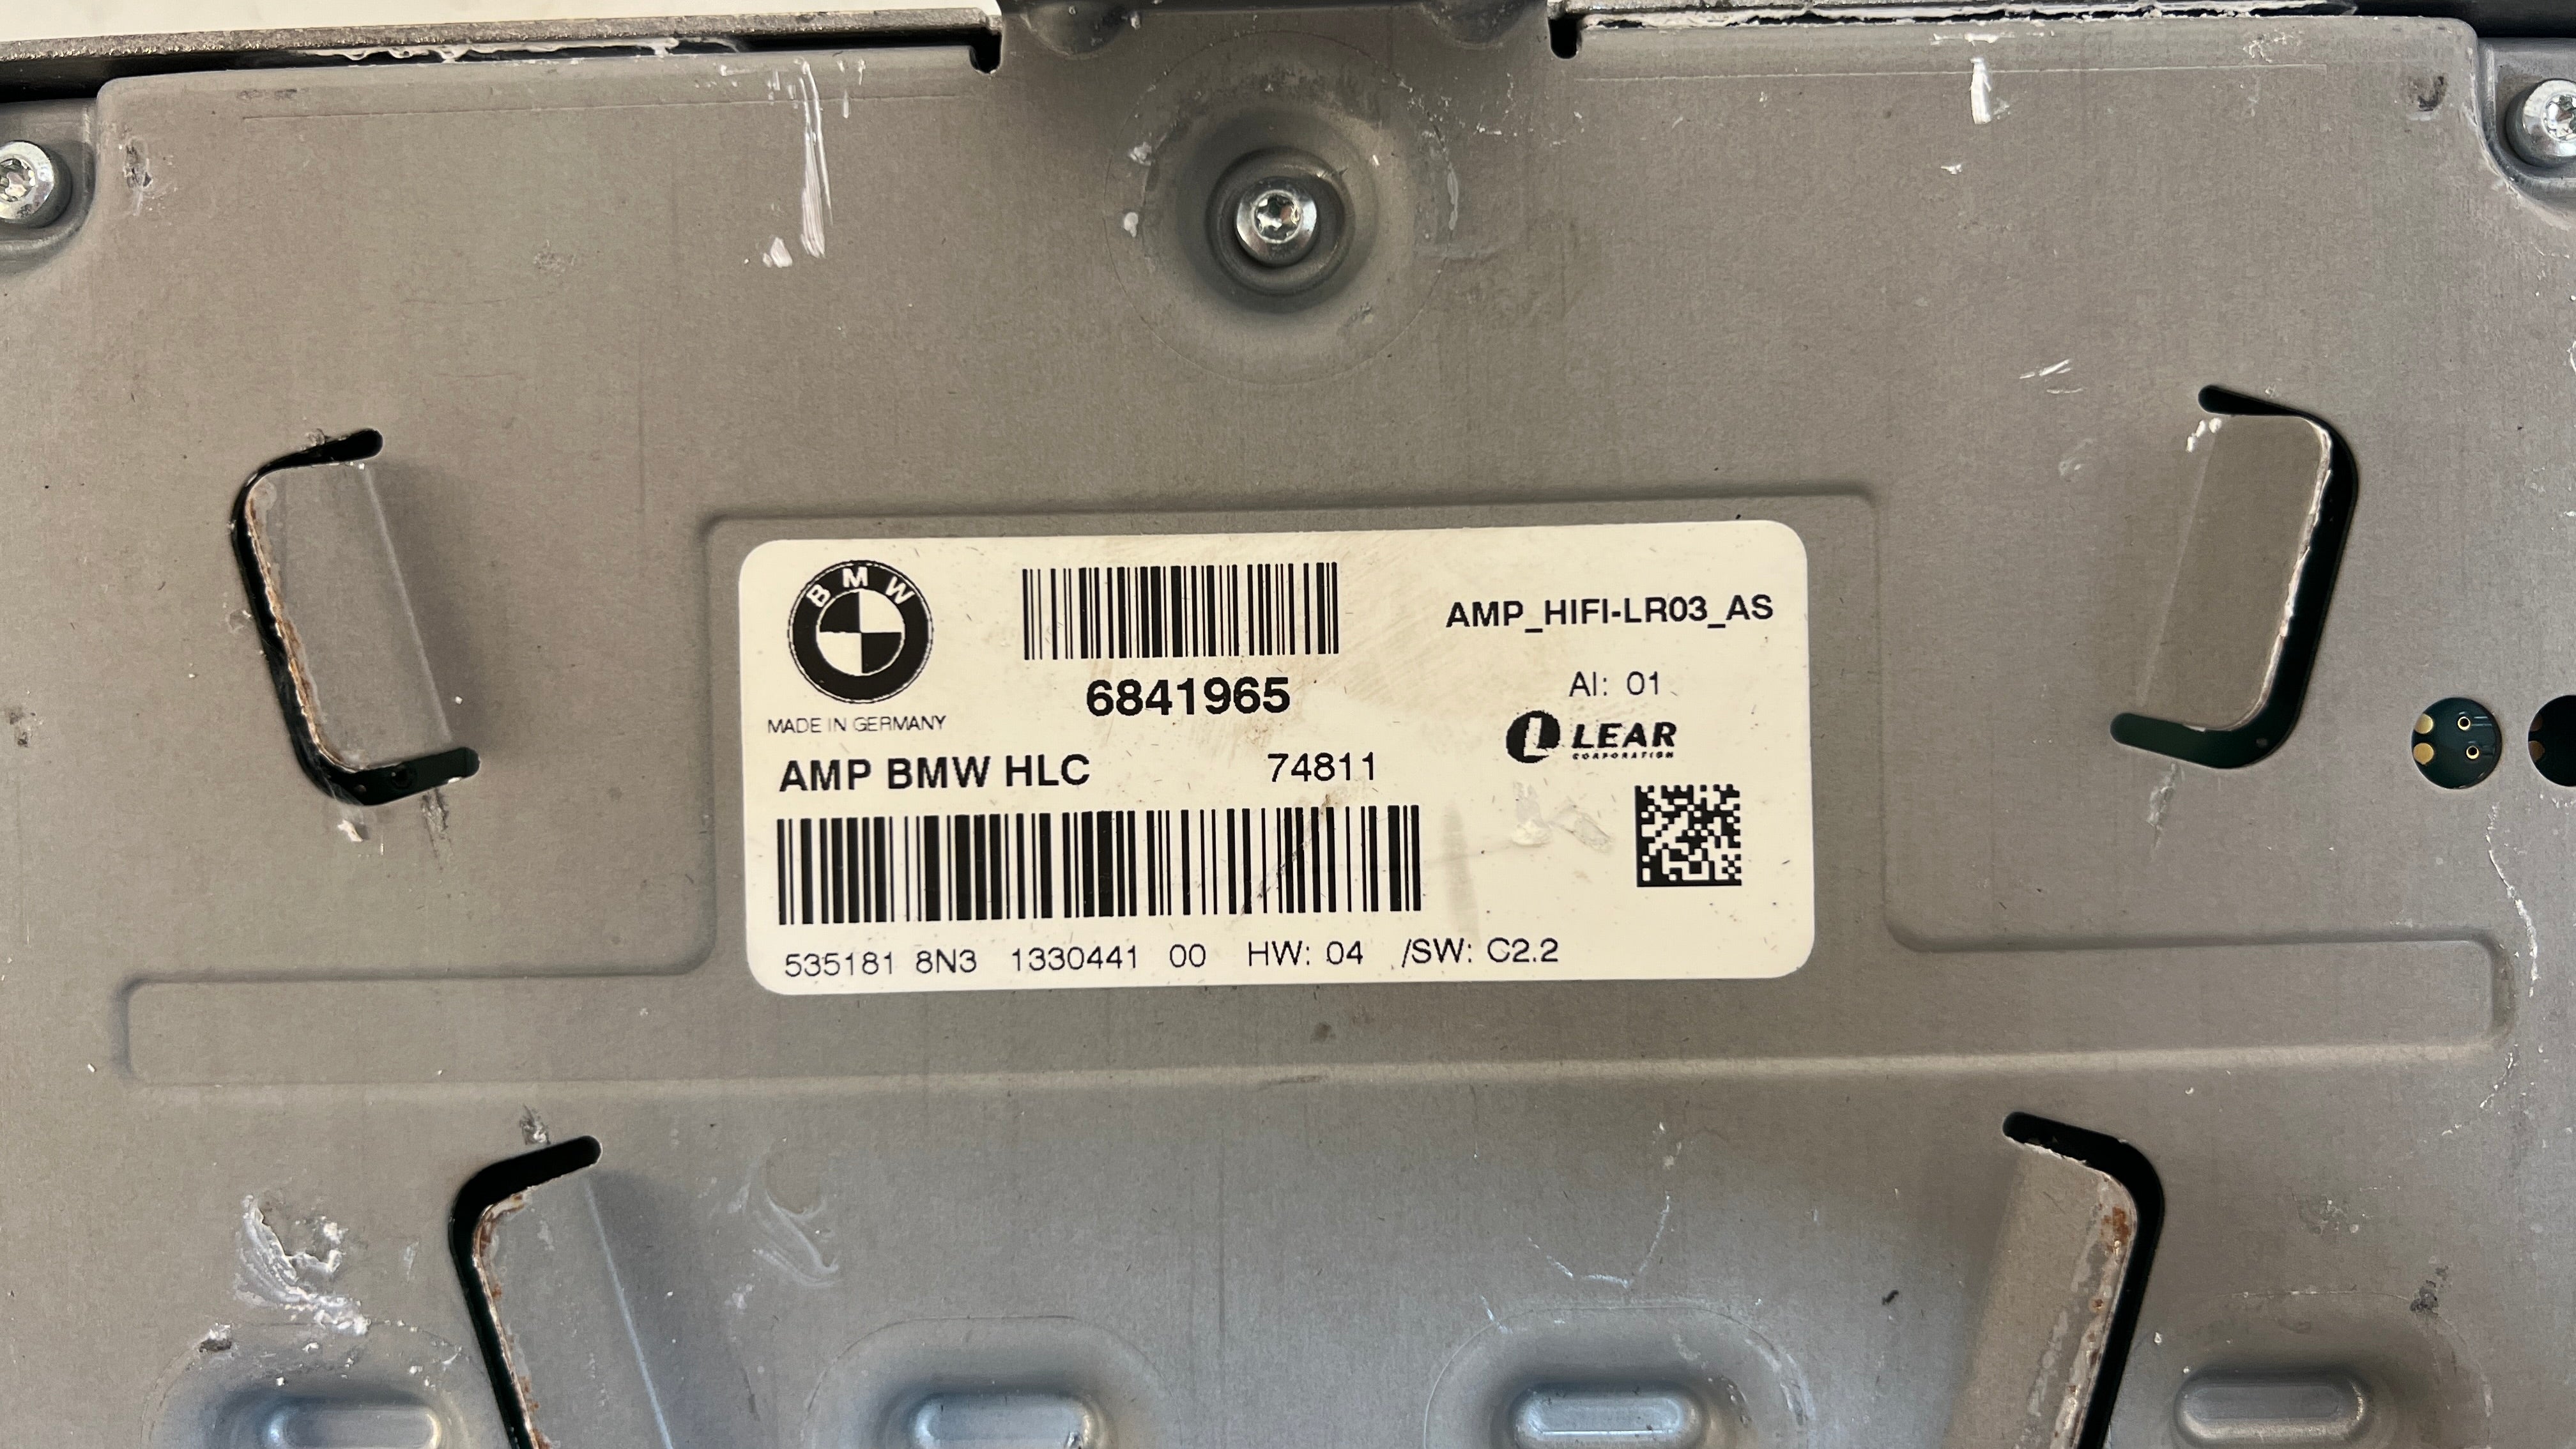 BMW
6841965
AMP_HIFI-LR03_AS
AI: 01
MADE IN GERMANY
LEAR
CORPORATION
AMP BMW HLC 74811
535181 8N3 1330441 00 HW: 04 /SW: C2.2